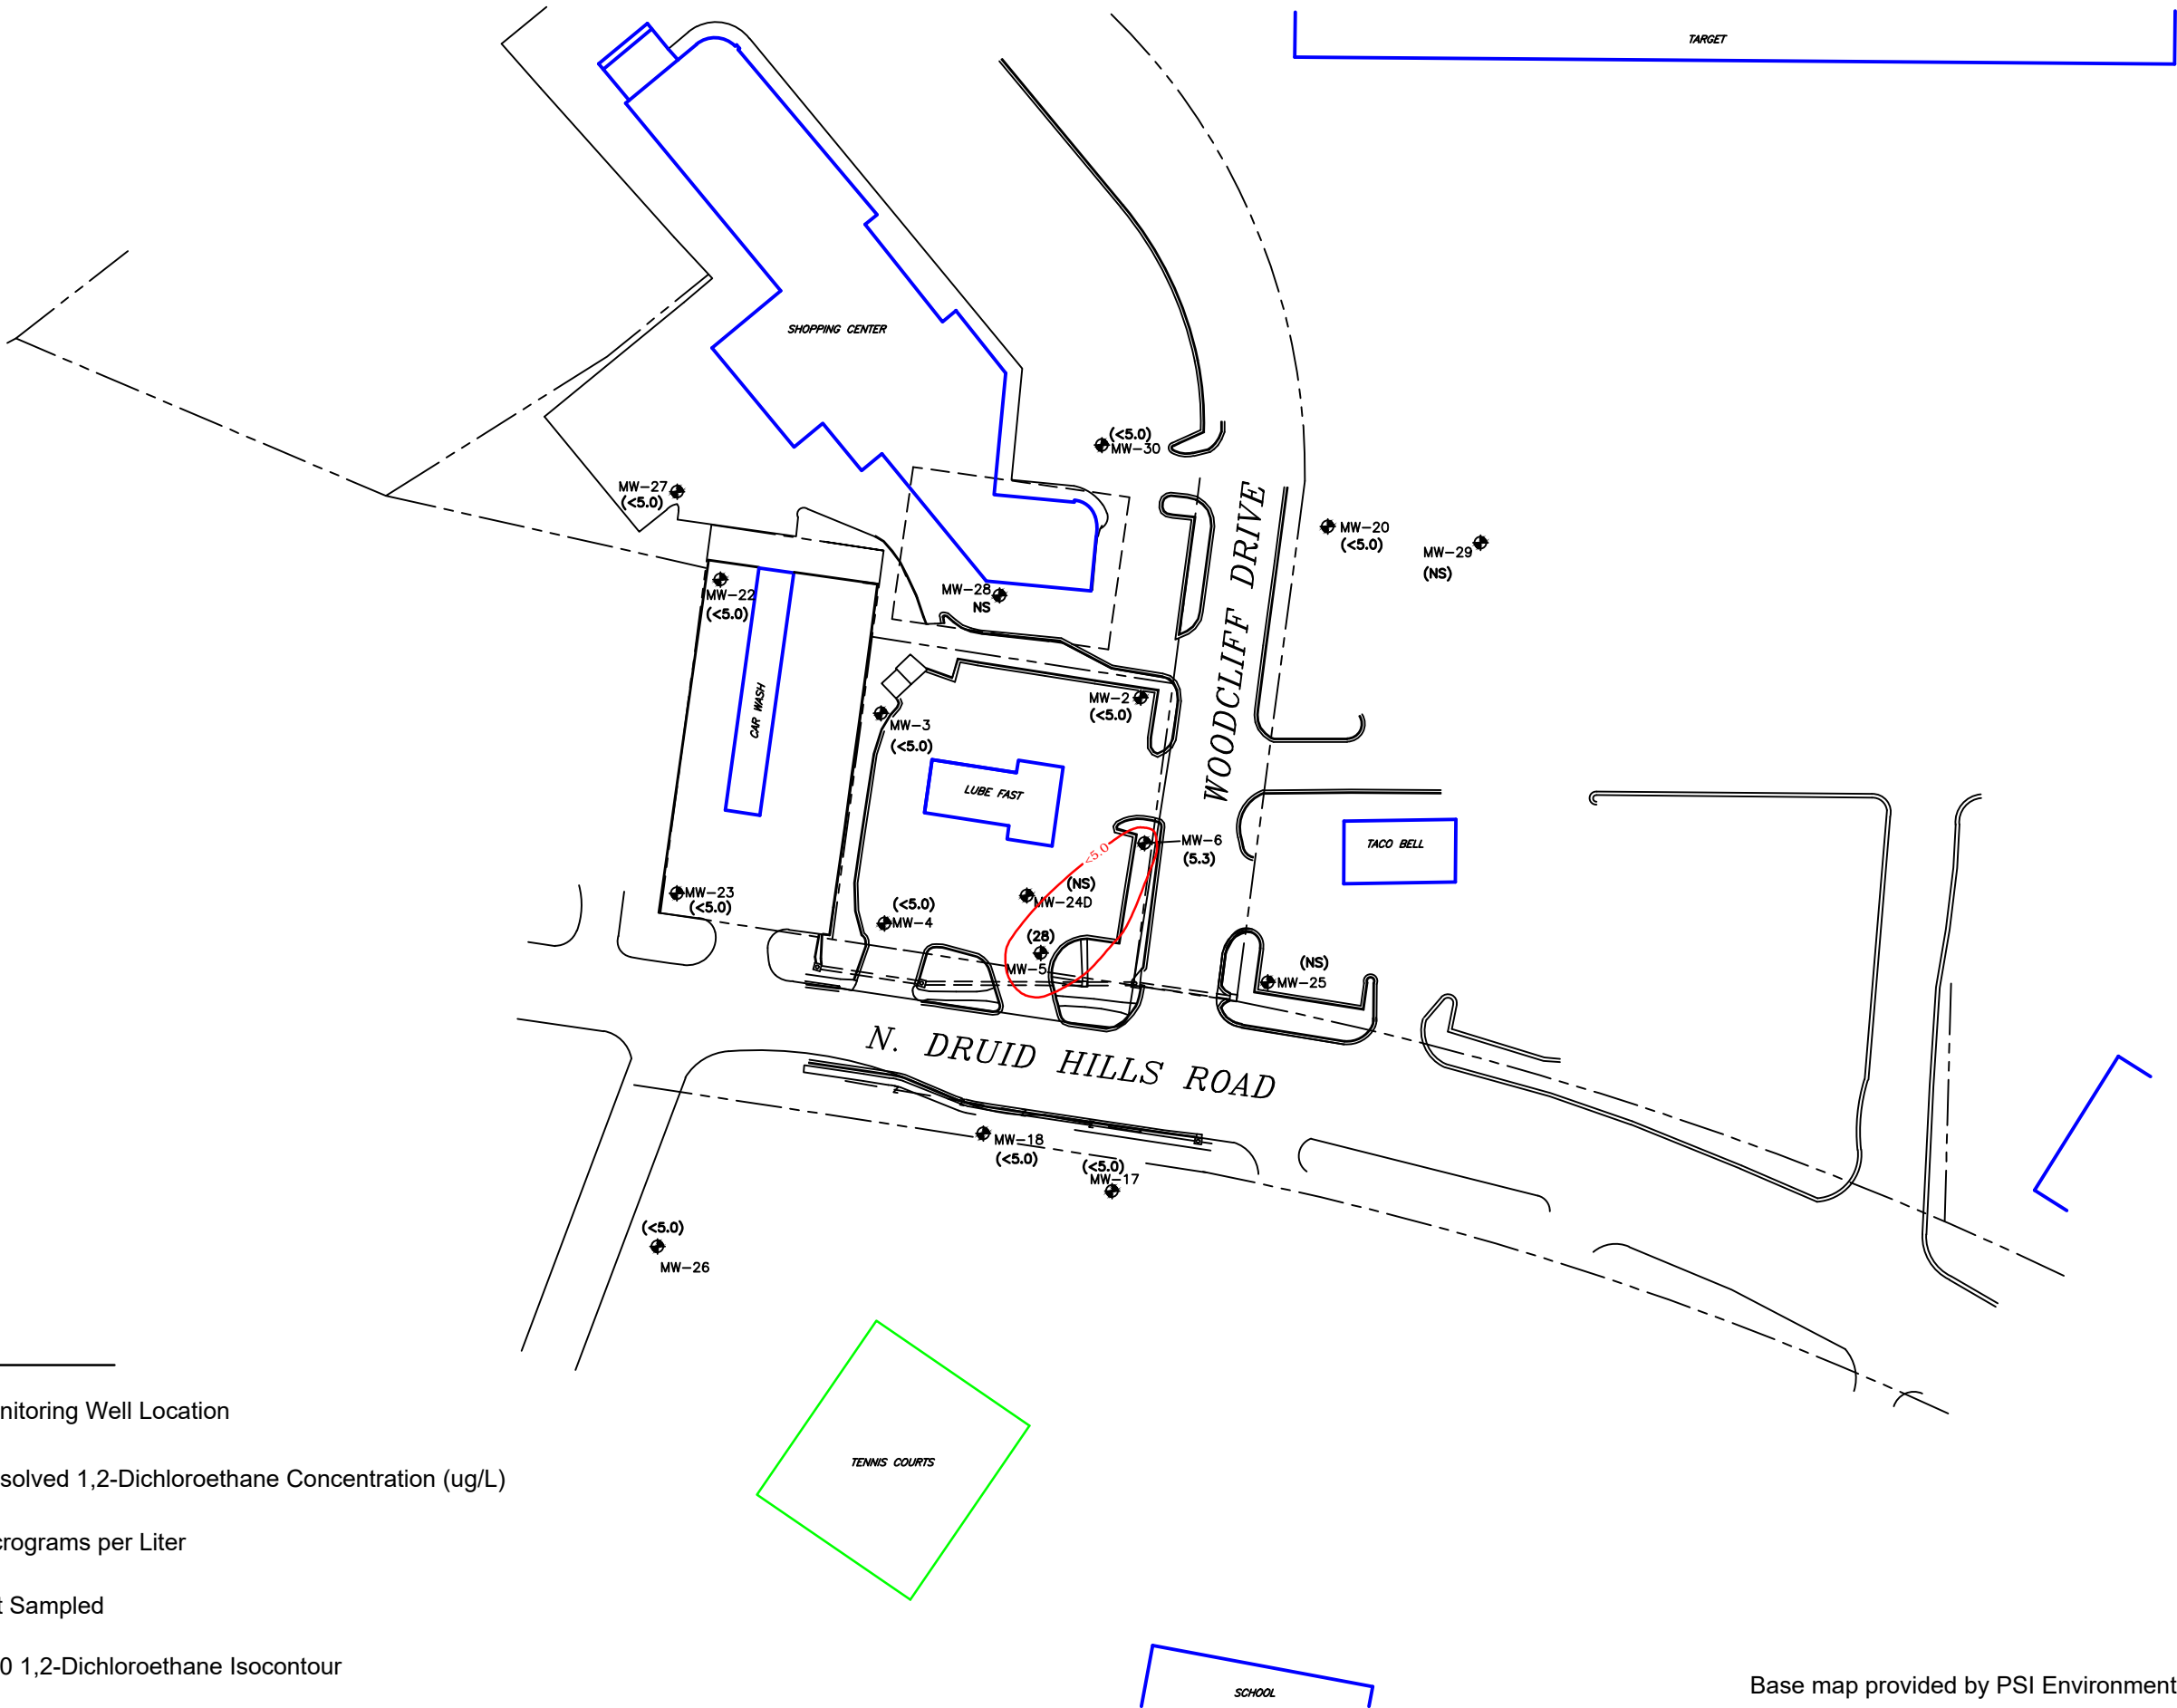 TARGET
SHOPPING CENTER
(<5.0)
MW-30
MW-27
(<5.0)
WOODCLIFF DRIVE
MW-20
(<5.0)
MW-29
(NS)
MW-28
NS
MW-22
(<5.0)
CAR WASH
MW-2
(<5.0)
MW-3
(<5.0)
LUBE FAST
<5.0
MW-6
(5.3)
TACO BELL
(NS)
MW-24D
MW-23
(<5.0)
(<5.0)
MW-4
(28)
MW-5
(NS)
MW-25
N. DRUID HILLS ROAD
MW-18
(<5.0)
(<5.0)
MW-17
(<5.0)
MW-26
nitoring Well Location
TENNIS COURTS
solved 1,2-Dichloroethane Concentration (ug/L)
crograms per Liter
t Sampled
0 1,2-Dichloroethane Isocontour
SCHOOL
Base map provided by PSI Environment